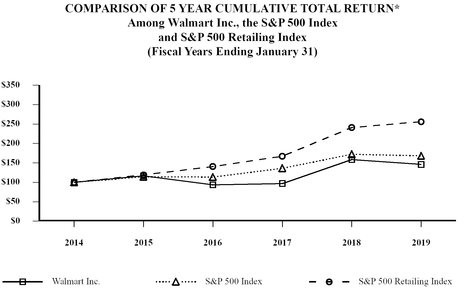 COMPARISON OF 5 YEAR CUMULATIVE TOTAL RETURN*
Among Walmart Inc., the S&P 500 Index
and S&P 500 Retailing Index
(Fiscal Years Ending January 31)
$350
$300
$250
$200
$150
$100
$50
$0
2014 2015 2016 2017 2018 2019
Walmart Inc. S&P 500 Index S&P 500 Retailing Index